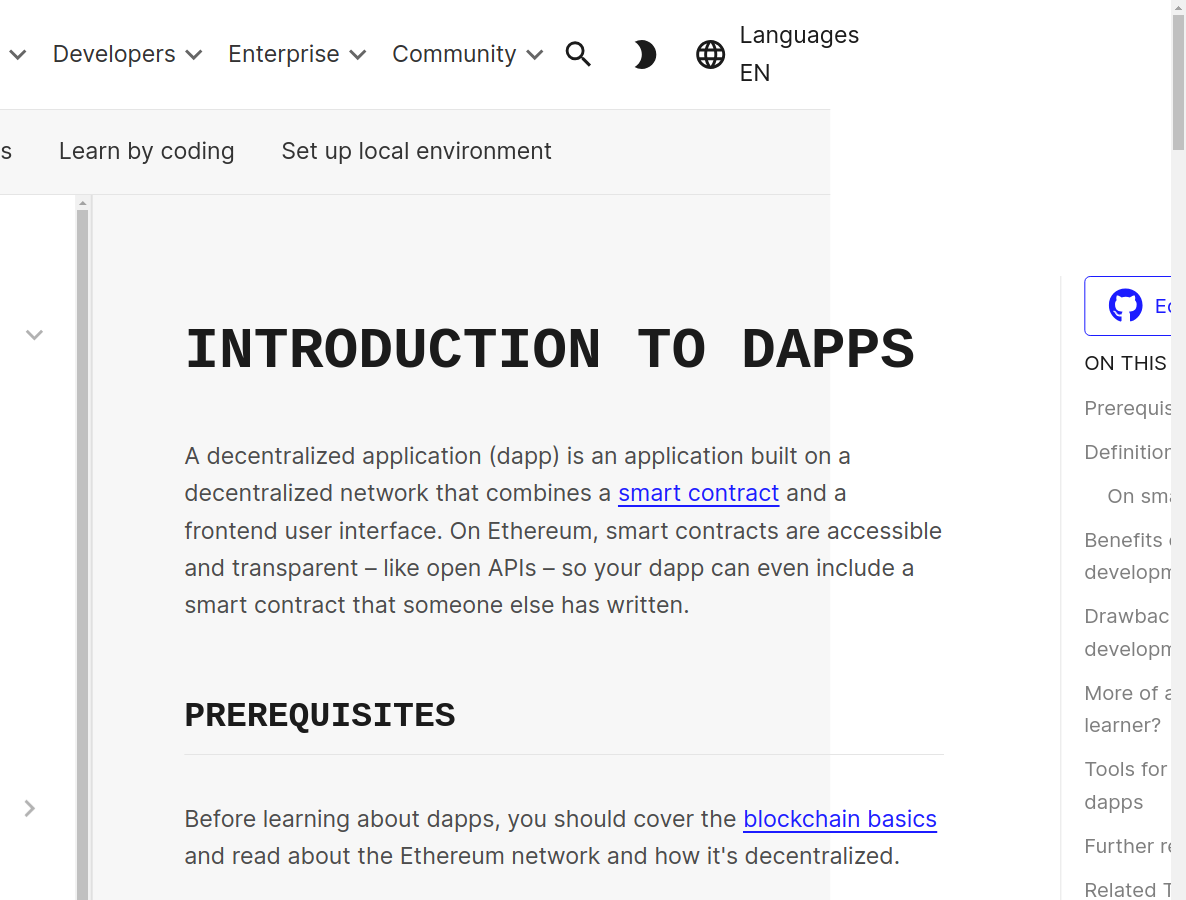 Developers Enterprise Community Languages EN
s Learn by coding Set up local environment
INTRODUCTION TO DAPPS
A decentralized application (dapp) is an application built on a
decentralized network that combines a smart contract and a
frontend user interface. On Ethereum, smart contracts are accessible
and transparent – like open APIs – so your dapp can even include a
smart contract that someone else has written.
PREREQUISITES
Before learning about dapps, you should cover the blockchain basics
and read about the Ethereum network and how it's decentralized.
ON THIS
Prerequis
Definition
On sma
Benefits
developm
Drawbac
developm
More of a
learner?
Tools for
dapps
Further re
Related T